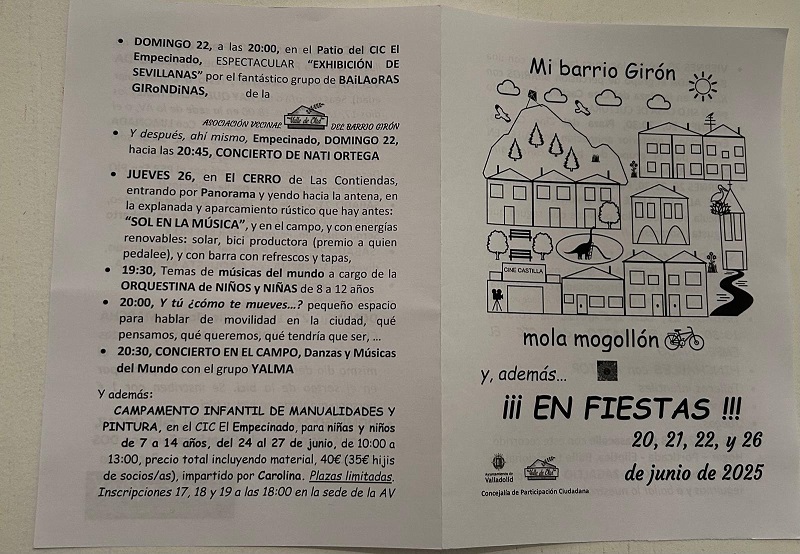 • DOMINGO 22, a las 20:00, en el Patio del CIC El
Empecinado, ESPECTACULAR “EXHIBICIÓN DE
SEVILLANAS” por el fantástico grupo de BAiLAoRAS
GIRoNDiNAS, de la
ASOCIACIÓN VECINAL "Valle de Olid" DEL BARRIO GIRÓN
• Y después, ahí mismo, Empecinado, DOMINGO 22,
hacia las 20:45, CONCIERTO DE NATI ORTEGA
• JUEVES 26, en El CERRO de Las Contiendas,
entrando por Panorama y yendo hacia la antena, en
la explanada y aparcamiento rústico que hay antes:
“SOL EN LA MÚSICA”, y en el campo, y con energías
renovables: solar, bici productora (premio a quien
pedalee), y con barra con refrescos y tapas,
• 19:30, Temas de músicas del mundo a cargo de la
ORQUESTINA de NIÑOS y NIÑAS de 8 a 12 años
• 20:00, Y tú ¿cómo te mueves…? pequeño espacio
para hablar de movilidad en la ciudad, qué
pensamos, qué queremos, qué tendría que ser, …
• 20:30, CONCIERTO EN EL CAMPO, Danzas y Músicas
del Mundo con el grupo YALMA
Y además:
CAMPAMENTO INFANTIL DE MANUALIDADES Y
PINTURA, en el CIC El Empecinado, para niñas y niños
de 7 a 14 años, del 24 al 27 de junio, de 10:00 a
13:00, precio total incluyendo material, 40€ (35€ hijis
de socios/as), impartido por Carolina. Plazas limitadas.
Inscripciones 17, 18 y 19 a las 18:00 en la sede de la AV
Mi barrio Girón
CINE CASTILLA
mola mogollón
y, además…
¡¡¡ EN FIESTAS !!!
20, 21, 22, y 26
de junio de 2025
Ayuntamiento de
Valladolid
"Valle de Olid"
Concejalía de Participación Ciudadana